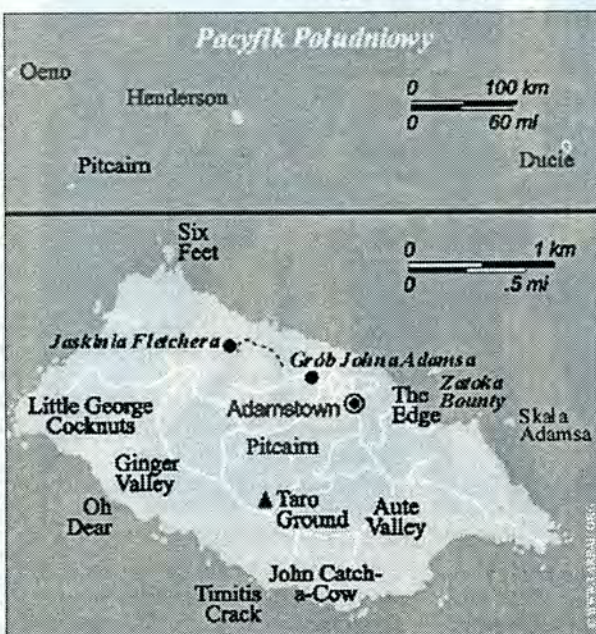 Pacyfik Południowy
Oeno
0 100 km
Henderson
0 60 mi
Pitcairn
Ducie
Six
Feet
0 1 km
0 .5 mi
Jaskinia Fletchera
Grób Johna Adamsa
Little George
Cocknuts
Adamstown
The
Edge
Zatoka
Bounty
Skala
Adamsa
Pitcairn
Ginger
Valley
Oh
Dear
Taro
Ground
Aute
Valley
John Catch-
a-Cow
Timitis
Crack